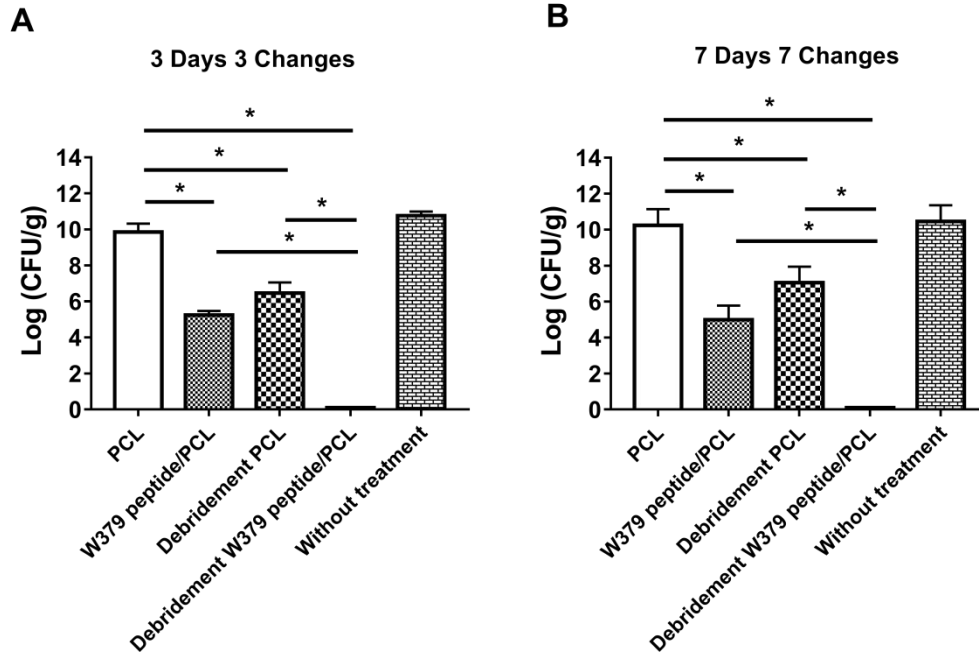 A
3 Days 3 Changes
*
*
*
*
*
Log (CFU/g)
14
12
10
8
6
4
2
0
PCL
W379 peptide/PCL
Debridement PCL
Debridement W379 peptide/PCL
Without treatment
B
7 Days 7 Changes
*
*
*
*
*
Log (CFU/g)
14
12
10
8
6
4
2
0
PCL
W379 peptide/PCL
Debridement PCL
Debridement W379 peptide/PCL
Without treatment